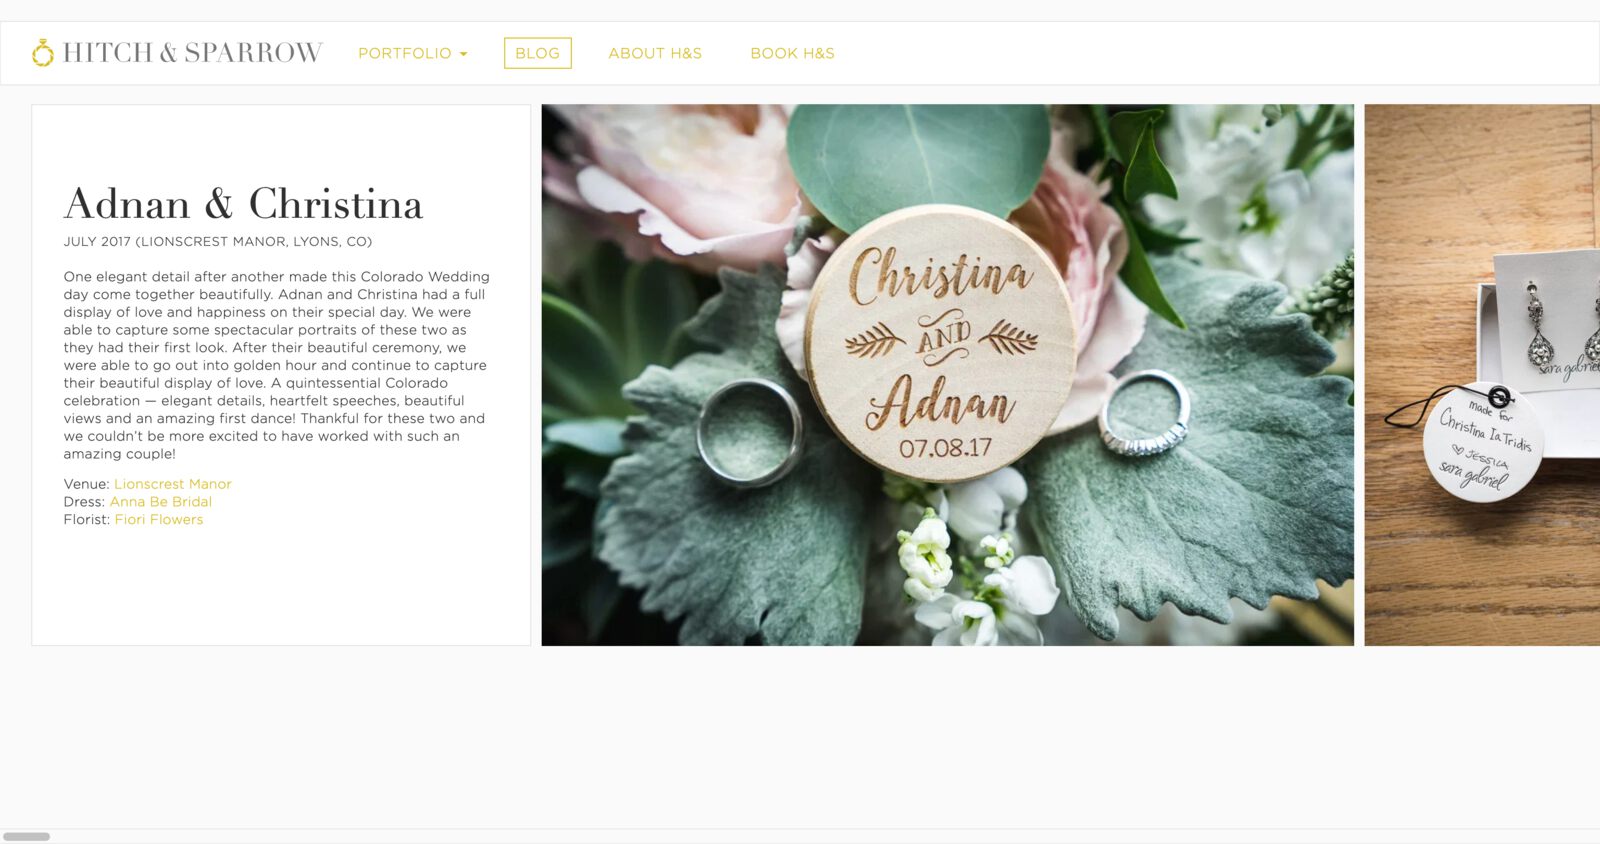 HITCH & SPARROW
PORTFOLIO
BLOG
ABOUT H&S
BOOK H&S
Adnan & Christina
JULY 2017 (LIONSCREST MANOR, LYONS, CO)
One elegant detail after another made this Colorado Wedding
day come together beautifully. Adnan and Christina had a full
display of love and happiness on their special day. We were
able to capture some spectacular portraits of these two as
they had their first look. After their beautiful ceremony, we
were able to go out into golden hour and continue to capture
their beautiful display of love. A quintessential Colorado
celebration — elegant details, heartfelt speeches, beautiful
views and an amazing first dance! Thankful for these two and
we couldn't be more excited to have worked with such an
amazing couple!
Venue: Lionscrest Manor
Dress: Anna Be Bridal
Florist: Fiori Flowers
Christina
AND
Adnan
07.08.17
sara gabriel
made for
Christina IaTridis
♡ JESSICA
sara gabriel